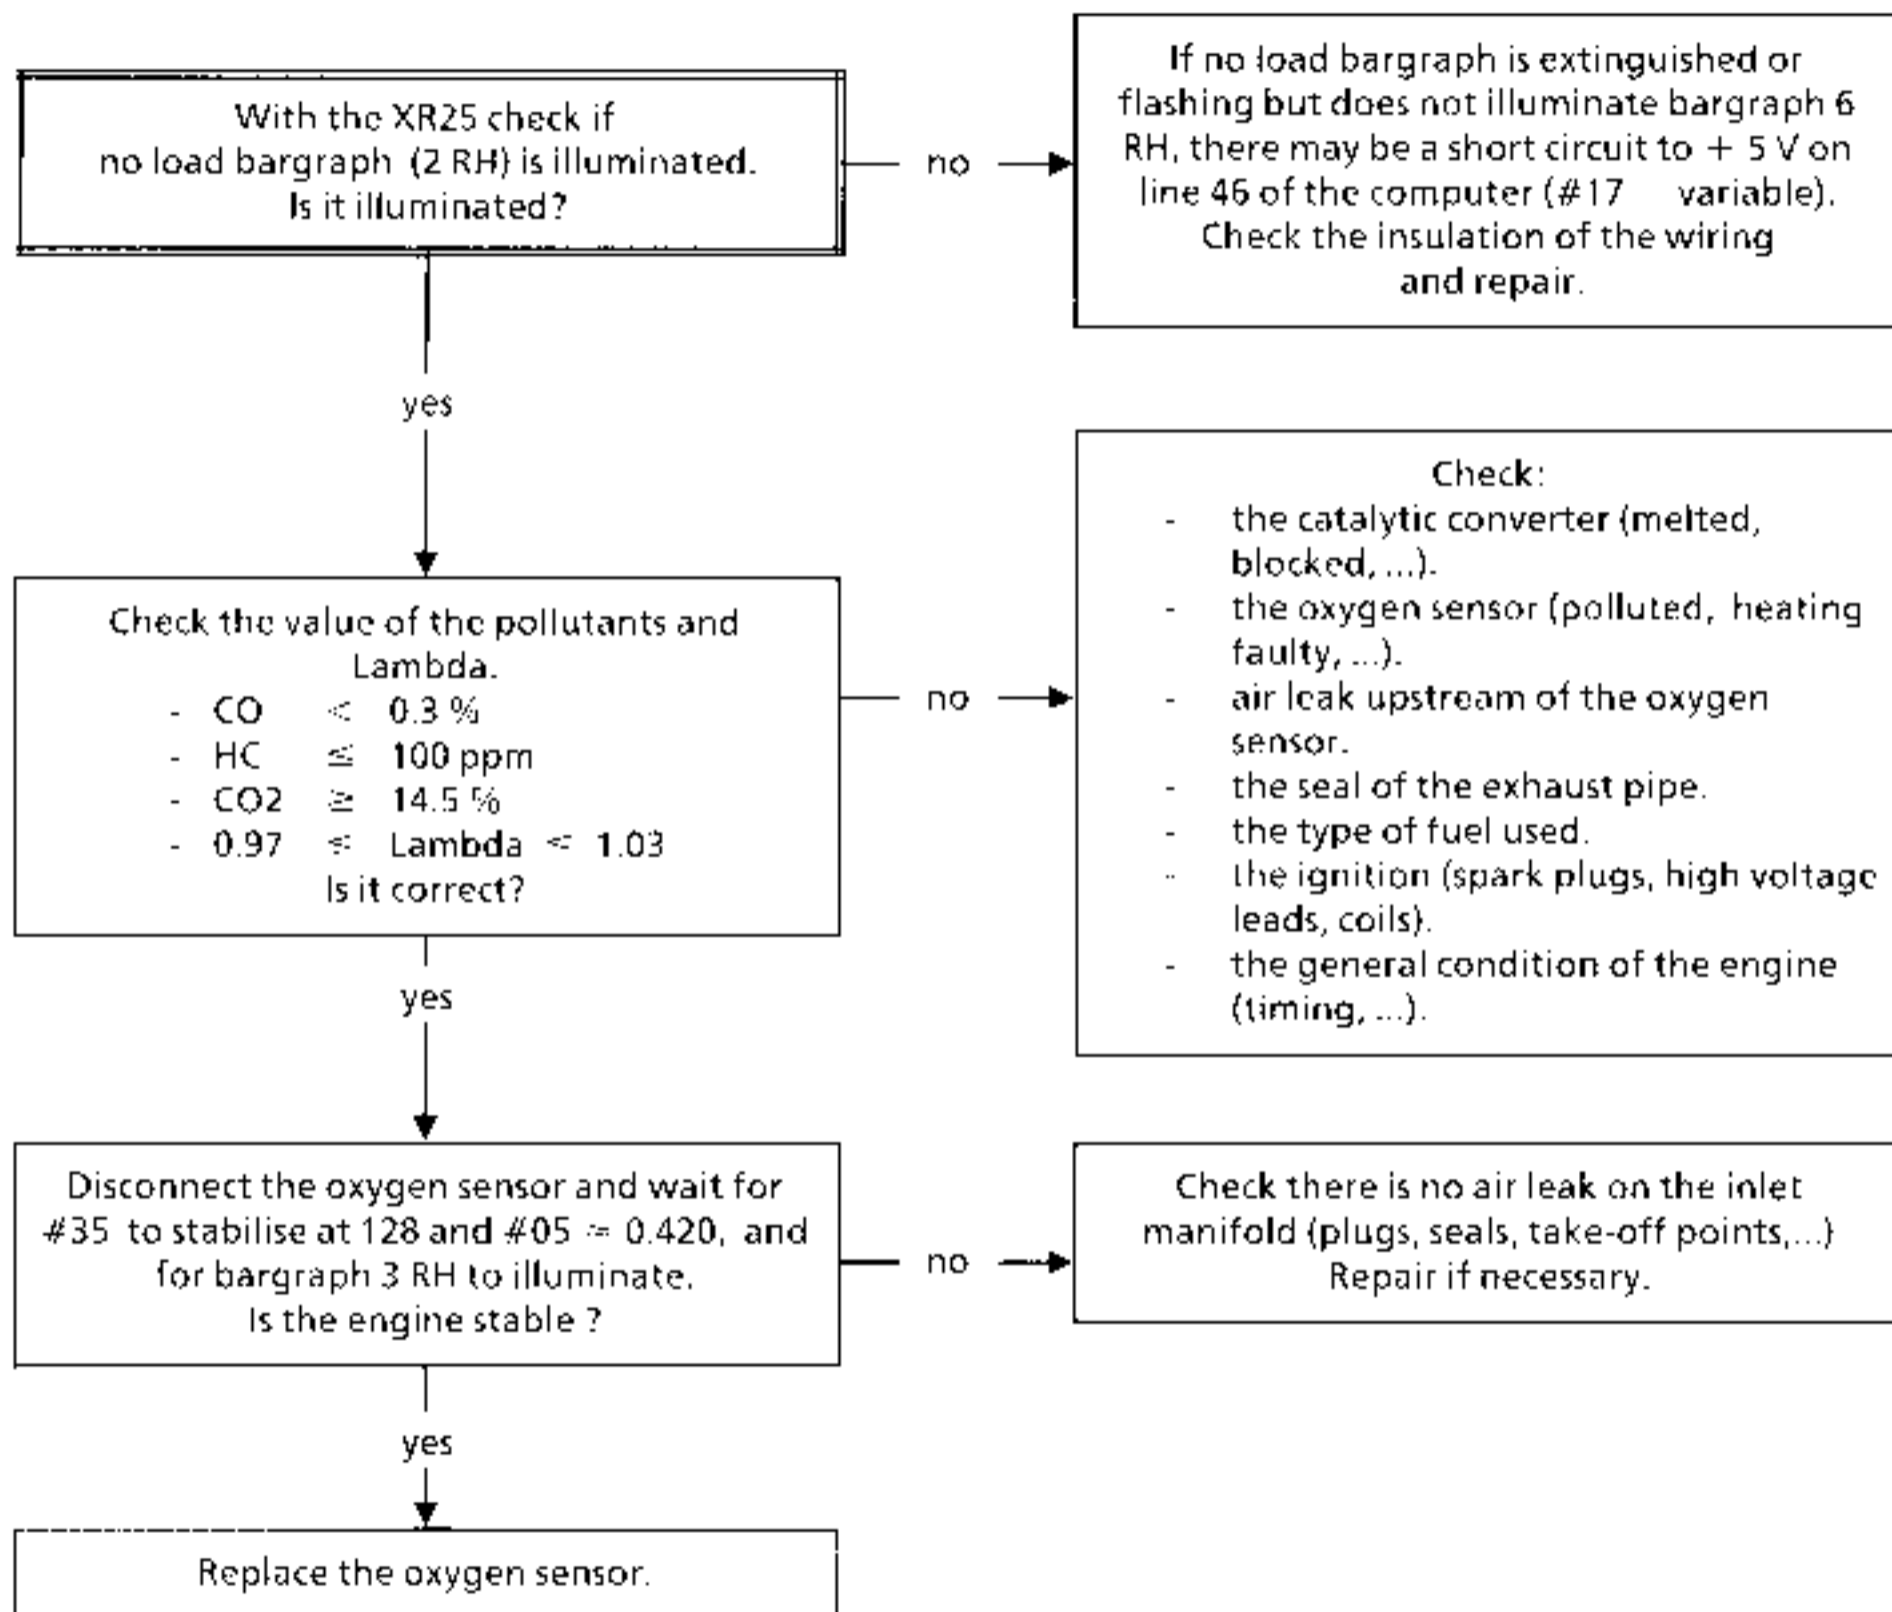 With the XR25 check if
no load bargraph (2 RH) is illuminated.
Is it illuminated?
no
If no load bargraph is extinguished or
flashing but does not illuminate bargraph 6
RH, there may be a short circuit to + 5 V on
line 46 of the computer (#17 variable).
Check the insulation of the wiring
and repair.
yes
Check the value of the pollutants and
Lambda.
- CO < 0.3 %
- HC ≤ 100 ppm
- CO2 ≥ 14.5 %
- 0.97 ≤ Lambda ≤ 1.03
Is it correct?
no
Check:
- the catalytic converter (melted,
blocked, ...).
- the oxygen sensor (polluted, heating
faulty, ...).
- air leak upstream of the oxygen
sensor.
- the seal of the exhaust pipe.
- the type of fuel used.
- the ignition (spark plugs, high voltage
leads, coils).
- the general condition of the engine
(timing, ...).
yes
Disconnect the oxygen sensor and wait for
#35 to stabilise at 128 and #05 = 0.420, and
for bargraph 3 RH to illuminate.
Is the engine stable ?
no
Check there is no air leak on the inlet
manifold (plugs, seals, take-off points,...)
Repair if necessary.
yes
Replace the oxygen sensor.